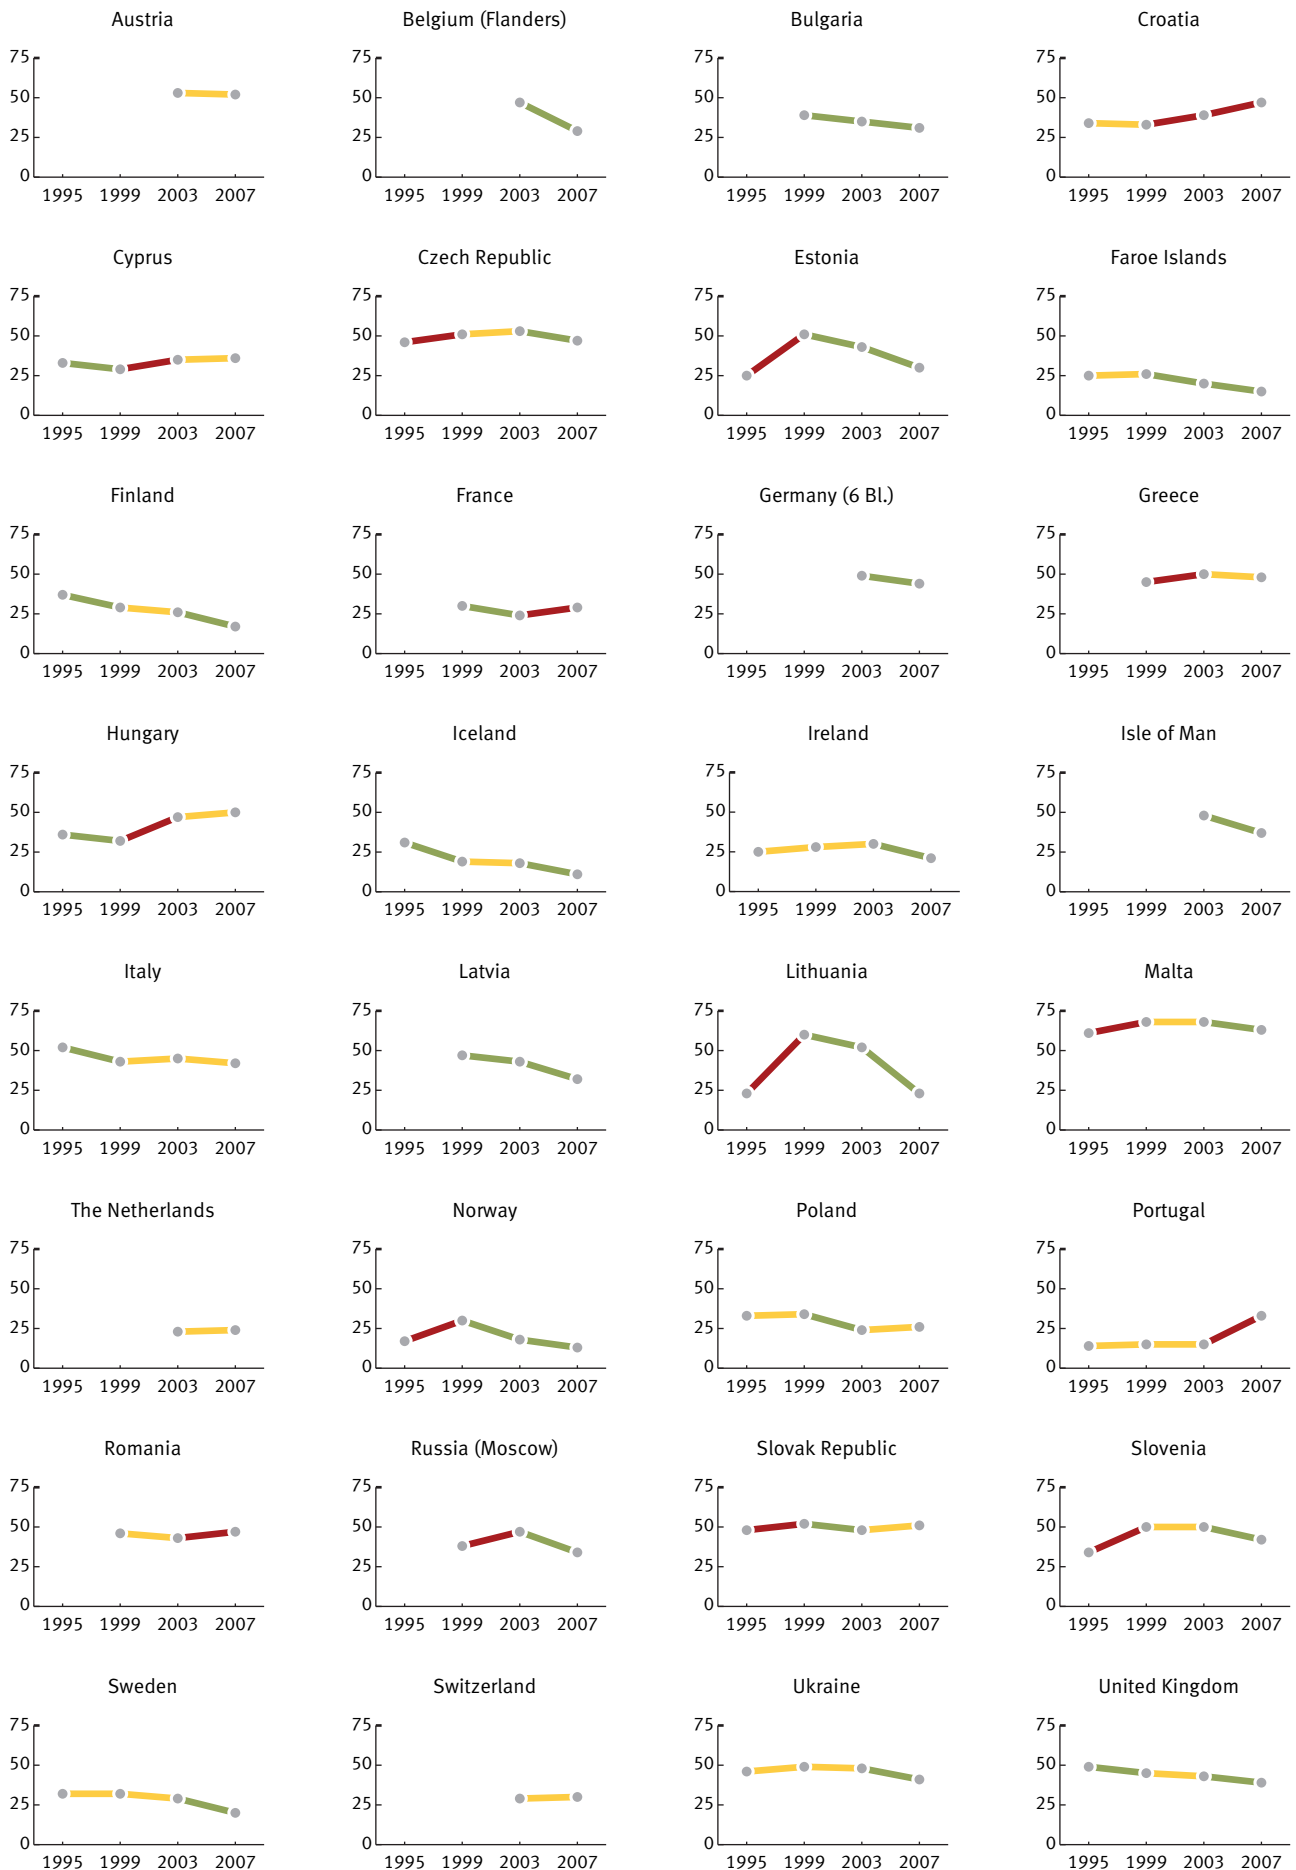 Austria Belgium (Flanders) Bulgaria Croatia
75 75 75 75
50 50 50 50
25 25 25 25
0 0 0 0
1995 1999 2003 2007 1995 1999 2003 2007 1995 1999 2003 2007 1995 1999 2003 2007
Cyprus Czech Republic Estonia Faroe Islands
75 75 75 75
50 50 50 50
25 25 25 25
0 0 0 0
1995 1999 2003 2007 1995 1999 2003 2007 1995 1999 2003 2007 1995 1999 2003 2007
Finland France Germany (6 Bl.) Greece
75 75 75 75
50 50 50 50
25 25 25 25
0 0 0 0
1995 1999 2003 2007 1995 1999 2003 2007 1995 1999 2003 2007 1995 1999 2003 2007
Hungary Iceland Ireland Isle of Man
75 75 75 75
50 50 50 50
25 25 25 25
0 0 0 0
1995 1999 2003 2007 1995 1999 2003 2007 1995 1999 2003 2007 1995 1999 2003 2007
Italy Latvia Lithuania Malta
75 75 75 75
50 50 50 50
25 25 25 25
0 0 0 0
1995 1999 2003 2007 1995 1999 2003 2007 1995 1999 2003 2007 1995 1999 2003 2007
The Netherlands Norway Poland Portugal
75 75 75 75
50 50 50 50
25 25 25 25
0 0 0 0
1995 1999 2003 2007 1995 1999 2003 2007 1995 1999 2003 2007 1995 1999 2003 2007
Romania Russia (Moscow) Slovak Republic Slovenia
75 75 75 75
50 50 50 50
25 25 25 25
0 0 0 0
1995 1999 2003 2007 1995 1999 2003 2007 1995 1999 2003 2007 1995 1999 2003 2007
Sweden Switzerland Ukraine United Kingdom
75 75 75 75
50 50 50 50
25 25 25 25
0 0 0 0
1995 1999 2003 2007 1995 1999 2003 2007 1995 1999 2003 2007 1995 1999 2003 2007